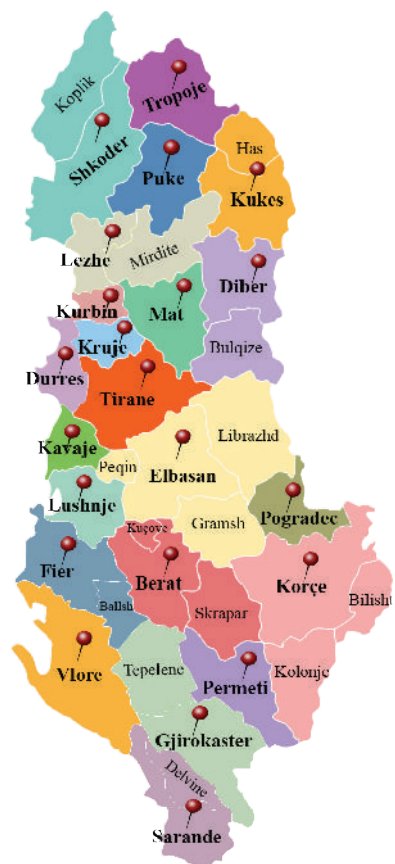 Koplik
Tropoje
Shkoder
Has
Puke
Kukes
Lezhe
Mirdite
Diber
Kurbin
Mat
Kruje
Bulqize
Durres
Tirane
Kavaje
Librazhd
Peqin
Elbasan
Lushnje
Pogradec
Gramsh
Kuçove
Fier
Berat
Korçe
Bilisht
Ballsh
Skrapar
Vlore
Tepelene
Permeti
Kolonje
Gjirokaster
Delvine
Sarande